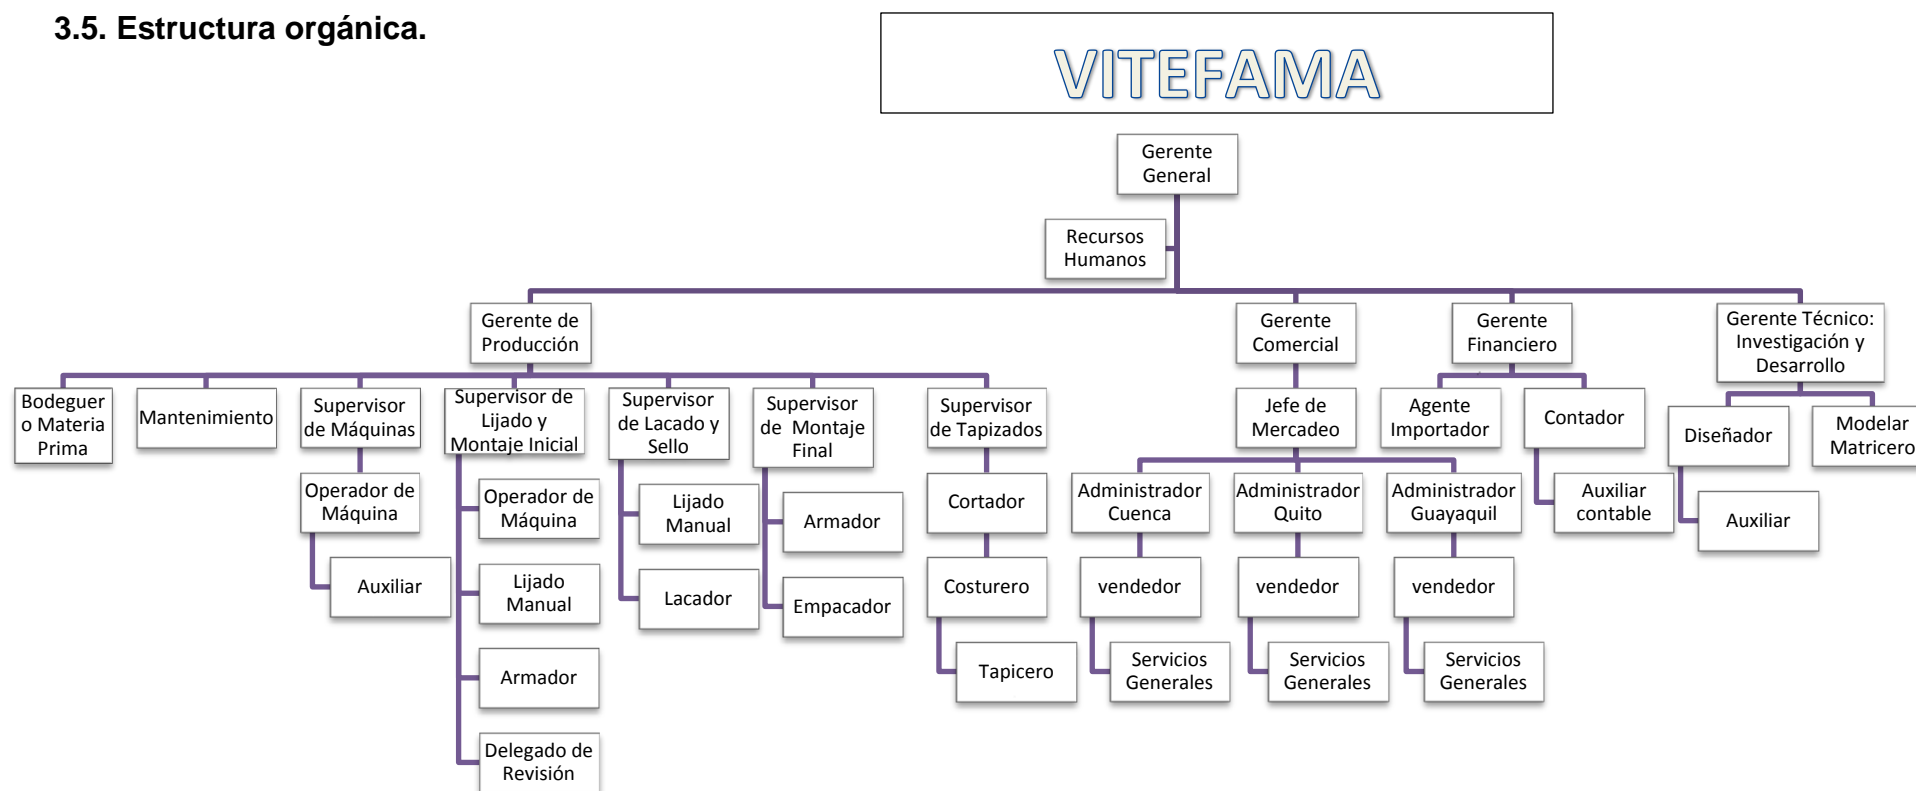 3.5. Estructura orgánica.
VITEFAMA
Gerente
General
Recursos
Humanos
Gerente de
Producción
Gerente
Comercial
Gerente
Financiero
Gerente Técnico:
Investigación y
Desarrollo
Bodeguer
o Materia
Prima
Mantenimiento
Supervisor
de Máquinas
Supervisor de
Lijado y
Montaje Inicial
Supervisor
de Lacado y
Sello
Supervisor
de Montaje
Final
Supervisor
de Tapizados
Jefe de
Mercadeo
Agente
Importador
Contador
Diseñador
Modelar
Matricero
Operador de
Máquina
Auxiliar
Operador de
Máquina
Lijado
Manual
Armador
Delegado de
Revisión
Lijado
Manual
Lacador
Armador
Empacador
Cortador
Costurero
Tapicero
Administrador
Cuenca
Administrador
Quito
Administrador
Guayaquil
vendedor
vendedor
vendedor
Servicios
Generales
Servicios
Generales
Servicios
Generales
Auxiliar
contable
Auxiliar